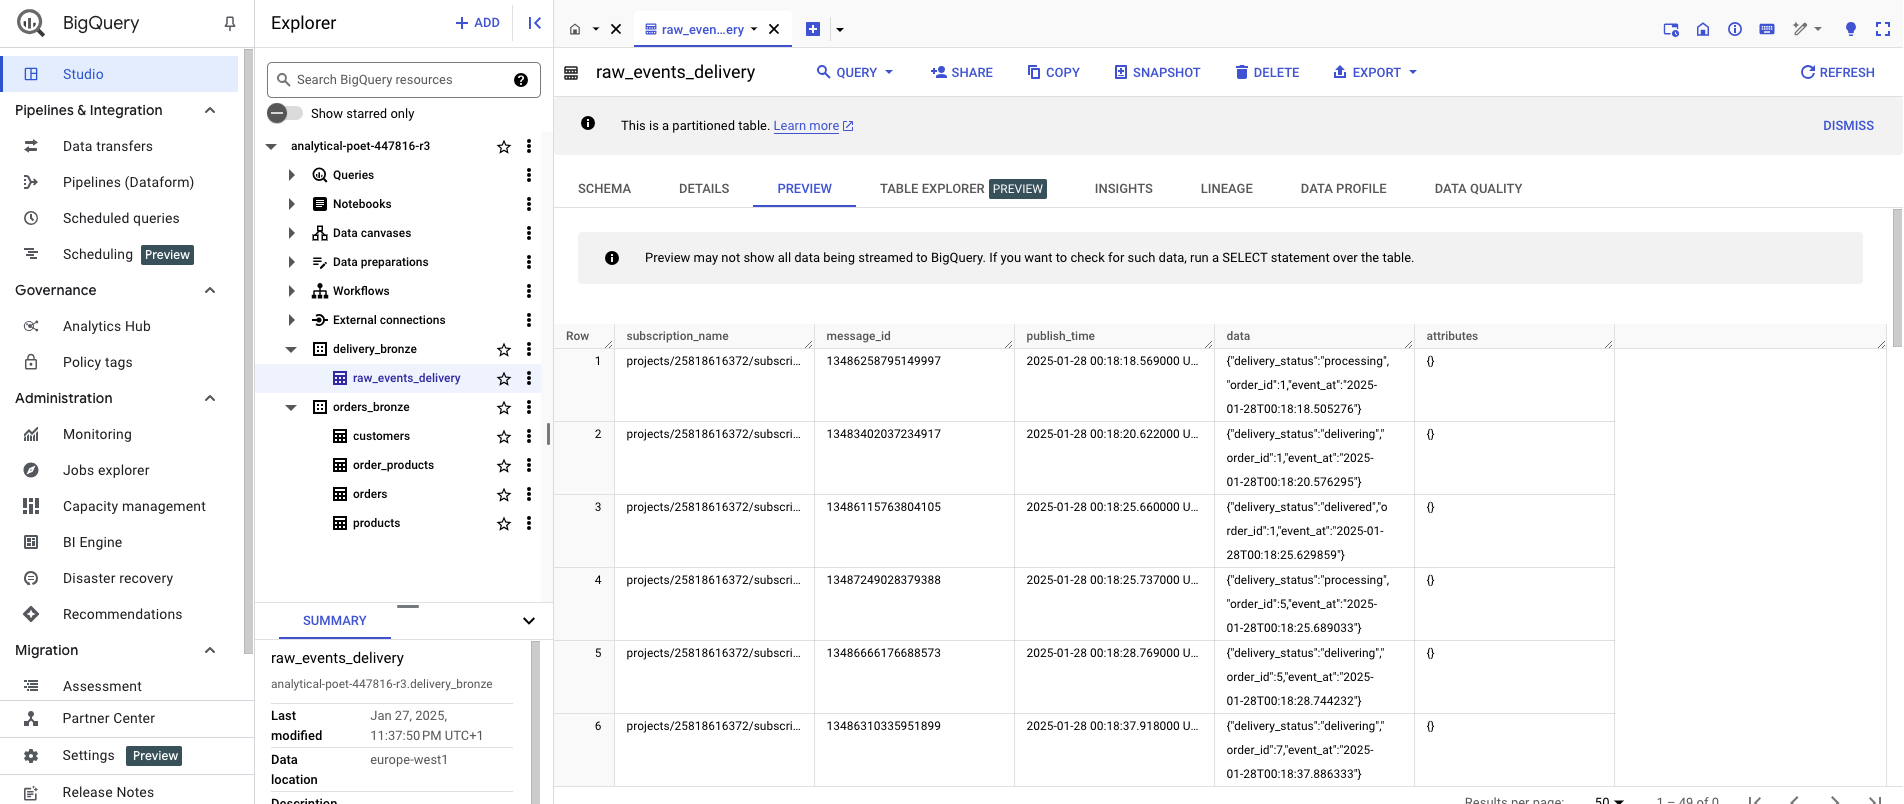 BigQuery
Studio
Pipelines & Integration
Data transfers
Pipelines (Dataform)
Scheduled queries
Scheduling Preview
Governance
Analytics Hub
Policy tags
Administration
Monitoring
Jobs explorer
Capacity management
BI Engine
Disaster recovery
Recommendations
Migration
Assessment
Partner Center
Settings Preview
Release Notes
Explorer
ADD
Search BigQuery resources
Show starred only
analytical-poet-447816-r3
Queries
Notebooks
Data canvases
Data preparations
Workflows
External connections
delivery_bronze
raw_events_delivery
orders_bronze
customers
order_products
orders
products
SUMMARY
raw_events_delivery
analytical-poet-447816-r3.delivery_bronze
Last modified
Jan 27, 2025, 11:37:50 PM UTC+1
Data location
europe-west1
Description
raw_even...ery
raw_events_delivery
QUERY
SHARE
COPY
SNAPSHOT
DELETE
EXPORT
REFRESH
This is a partitioned table. Learn more
DISMISS
SCHEMA
DETAILS
PREVIEW
TABLE EXPLORER PREVIEW
INSIGHTS
LINEAGE
DATA PROFILE
DATA QUALITY
Preview may not show all data being streamed to BigQuery. If you want to check for such data, run a SELECT statement over the table.
Row subscription_name message_id publish_time data attributes
1 projects/25818616372/subscri... 13486258795149997 2025-01-28 00:18:18.569000 U... {"delivery_status":"processing", {}
"order_id":1,"event_at":"2025-
01-28T00:18:18.505276"}
2 projects/25818616372/subscri... 13483402037234917 2025-01-28 00:18:20.622000 U... {"delivery_status":"delivering"," {}
order_id":1,"event_at":"2025-
01-28T00:18:20.576295"}
3 projects/25818616372/subscri... 13486115763804105 2025-01-28 00:18:25.660000 U... {"delivery_status":"delivered","o {}
rder_id":1,"event_at":"2025-01-
28T00:18:25.629859"}
4 projects/25818616372/subscri... 13487249028379388 2025-01-28 00:18:25.737000 U... {"delivery_status":"processing", {}
"order_id":5,"event_at":"2025-
01-28T00:18:25.689033"}
5 projects/25818616372/subscri... 13486666176688573 2025-01-28 00:18:28.769000 U... {"delivery_status":"delivering"," {}
order_id":5,"event_at":"2025-
01-28T00:18:28.744232"}
6 projects/25818616372/subscri... 13486310335951899 2025-01-28 00:18:37.918000 U... {"delivery_status":"delivering"," {}
order_id":7,"event_at":"2025-
01-28T00:18:37.886333"}
Results per page: 50 1 – 49 of 0